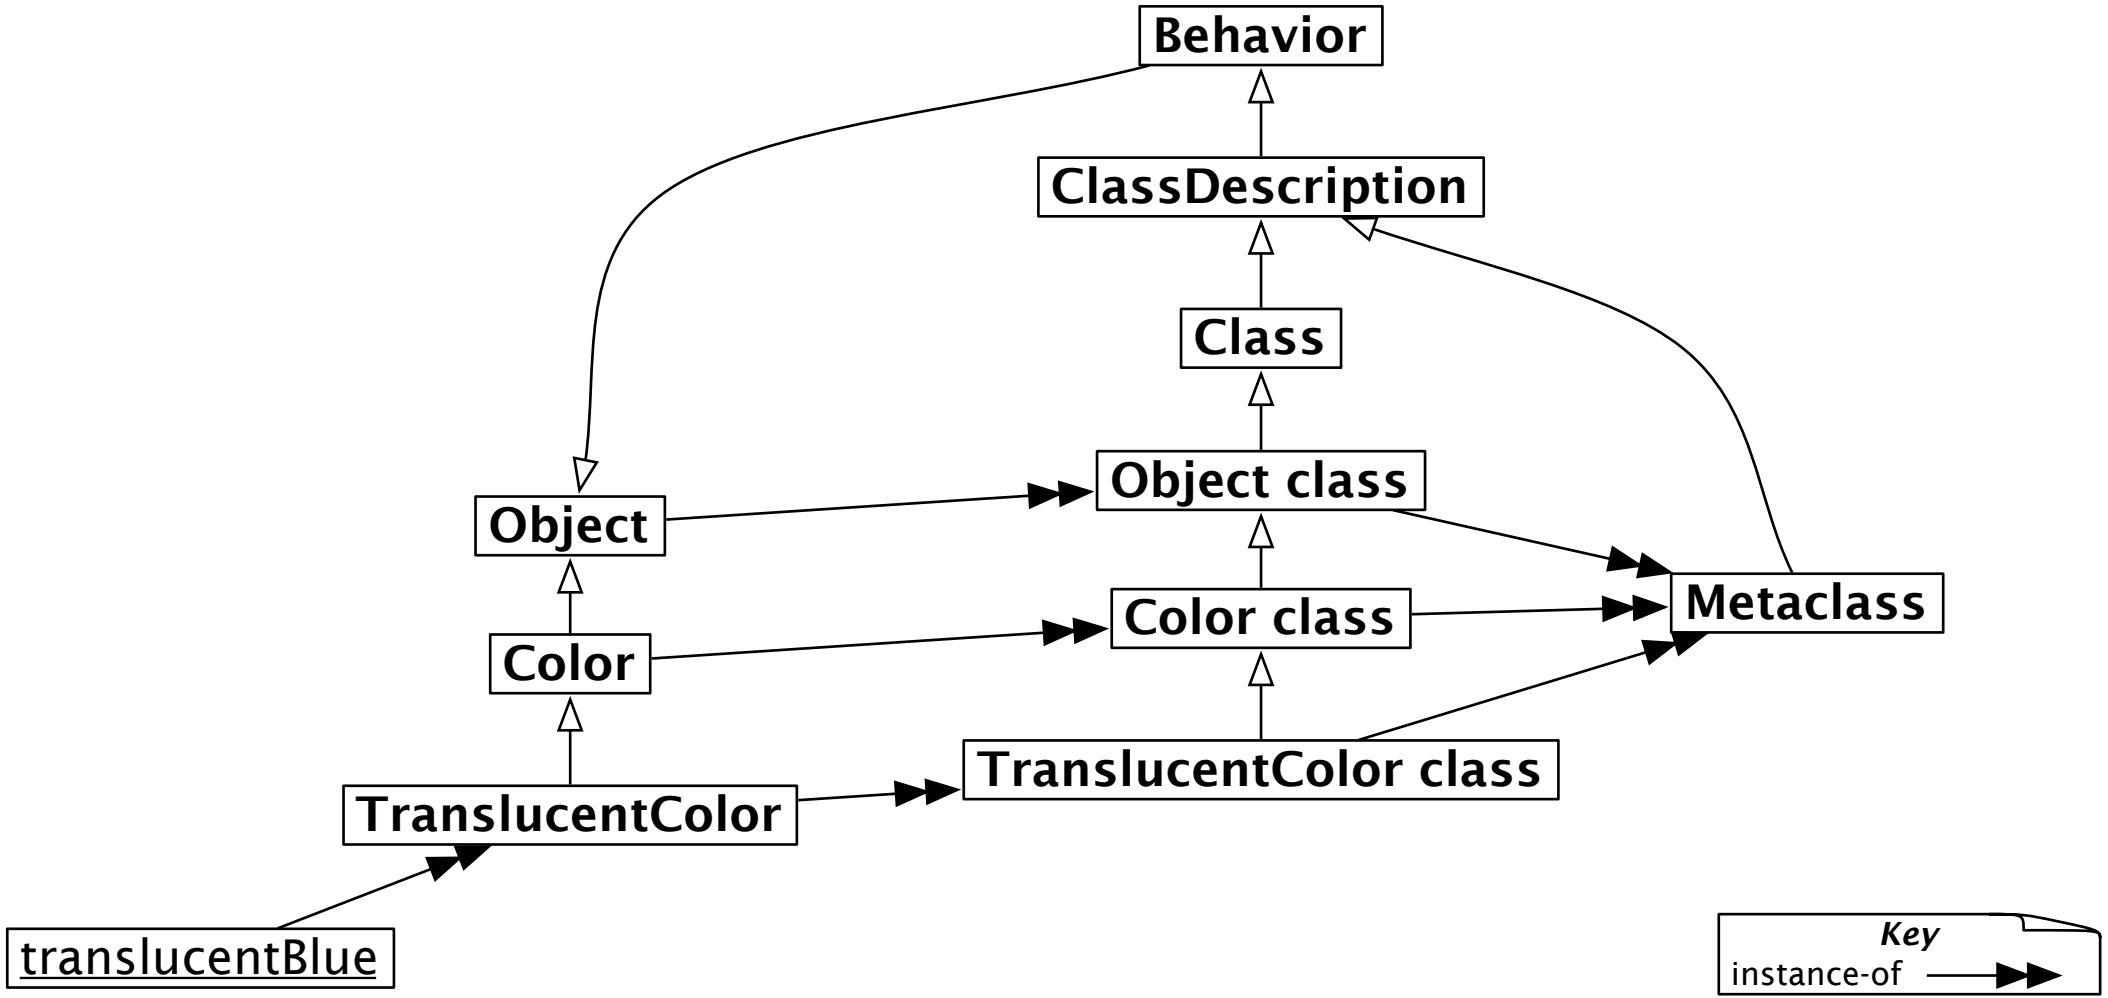 Behavior
ClassDescription
Class
Object class
Object
Metaclass
Color class
Color
TranslucentColor class
TranslucentColor
translucentBlue
Key
instance-of